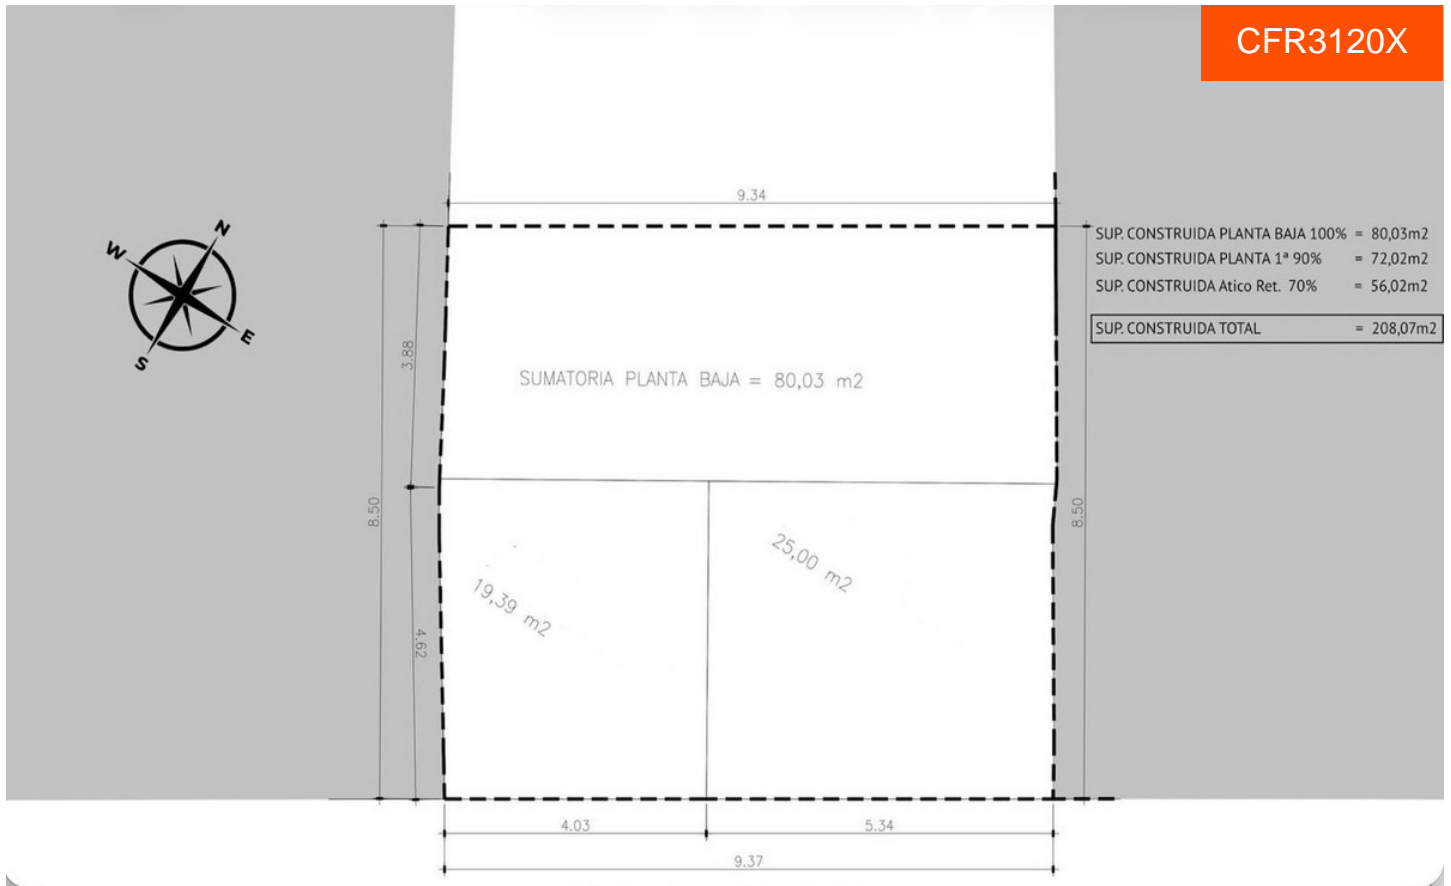 CFR3120X
9.34
N
W
E
S
SUP. CONSTRUIDA PLANTA BAJA 100% = 80,03m2
SUP. CONSTRUIDA PLANTA 1ª 90% = 72,02m2
SUP. CONSTRUIDA Atico Ret. 70% = 56,02m2
SUP. CONSTRUIDA TOTAL = 208,07m2
3.88
SUMATORIA PLANTA BAJA = 80,03 m2
8.50
8.50
25,00 m2
19,39 m2
4.62
4.03
5.34
9.37